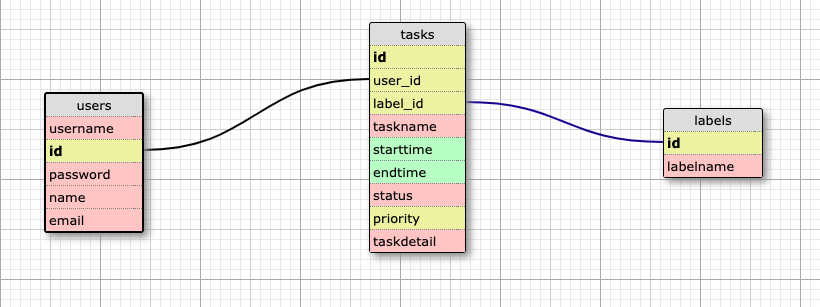 users
username
id
password
name
email
tasks
id
user_id
label_id
taskname
starttime
endtime
status
priority
taskdetail
labels
id
labelname